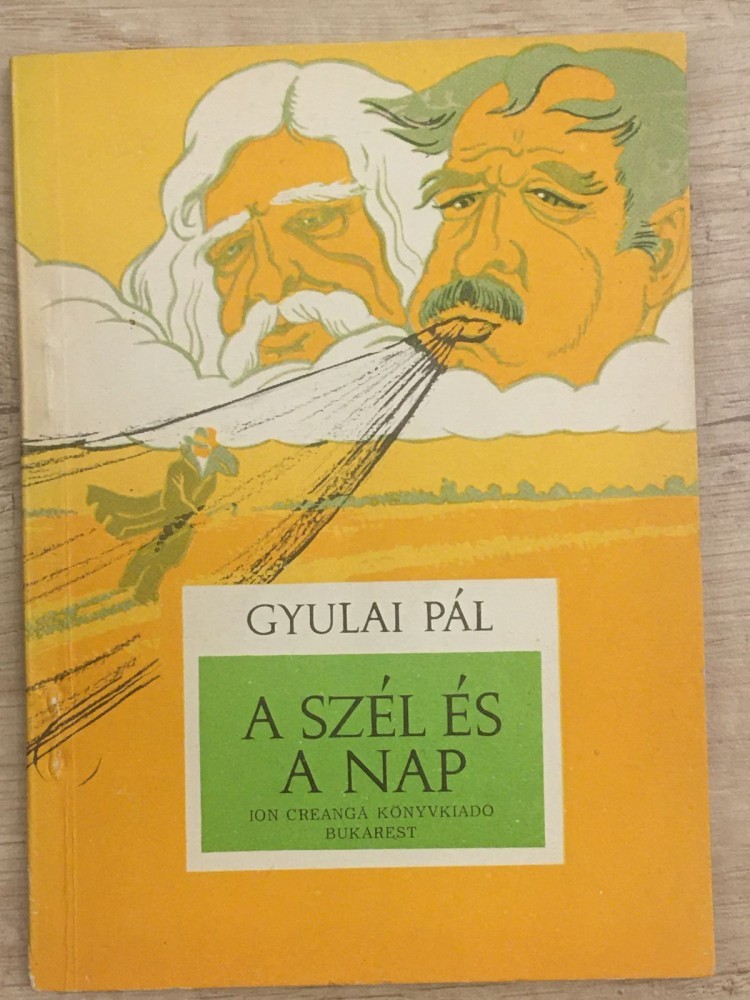 GYULAI PÁL
A SZÉL ÉS
A NAP
ION CREANGĂ KÖNYVKIADÓ
BUKAREST